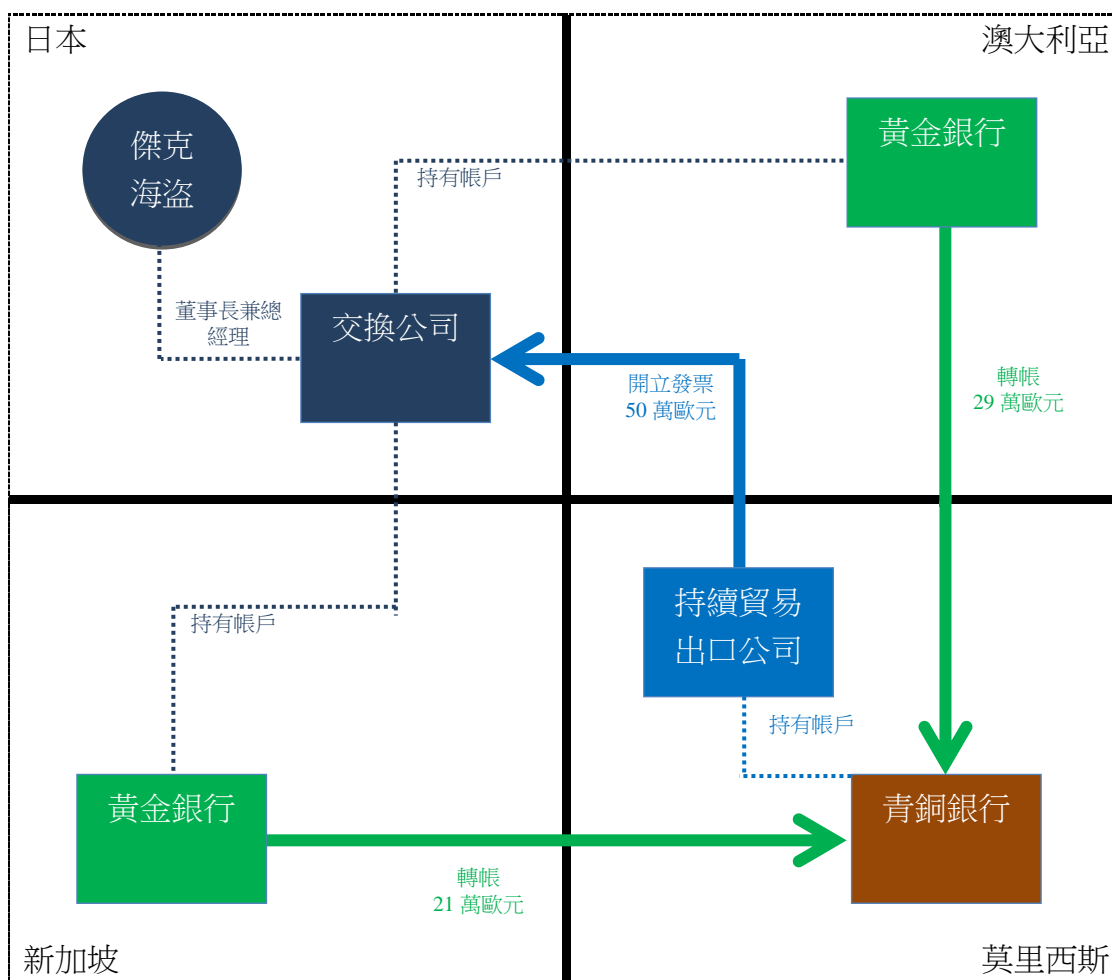 日本
澳大利亞
傑克
海盜
黃金銀行
持有帳戶
董事長兼總
經理
交換公司
開立發票
50 萬歐元
轉帳
29 萬歐元
持續貿易
出口公司
持有帳戶
持有帳戶
黃金銀行
青銅銀行
轉帳
21 萬歐元
新加坡
莫里西斯